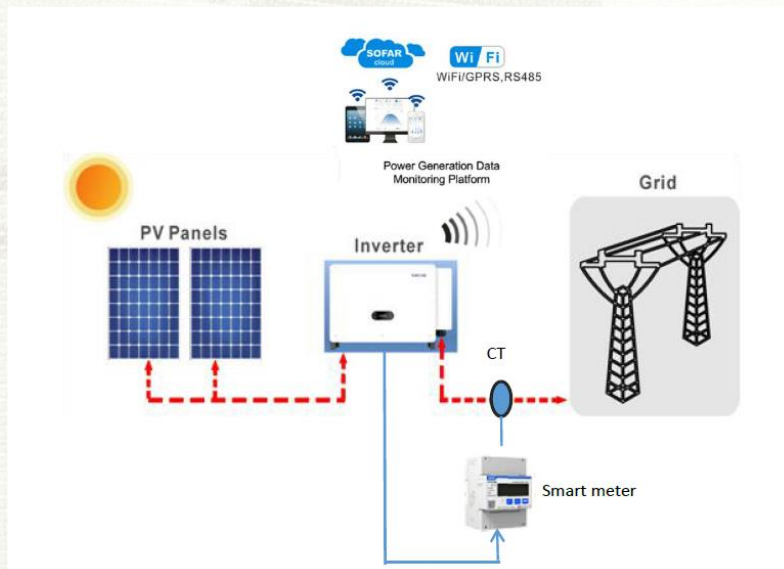 SOFAR
cloud
Wi Fi
WiFi/GPRS,RS485
Power Generation Data
Monitoring Platform
Grid
PV Panels
Inverter
CT
Smart meter